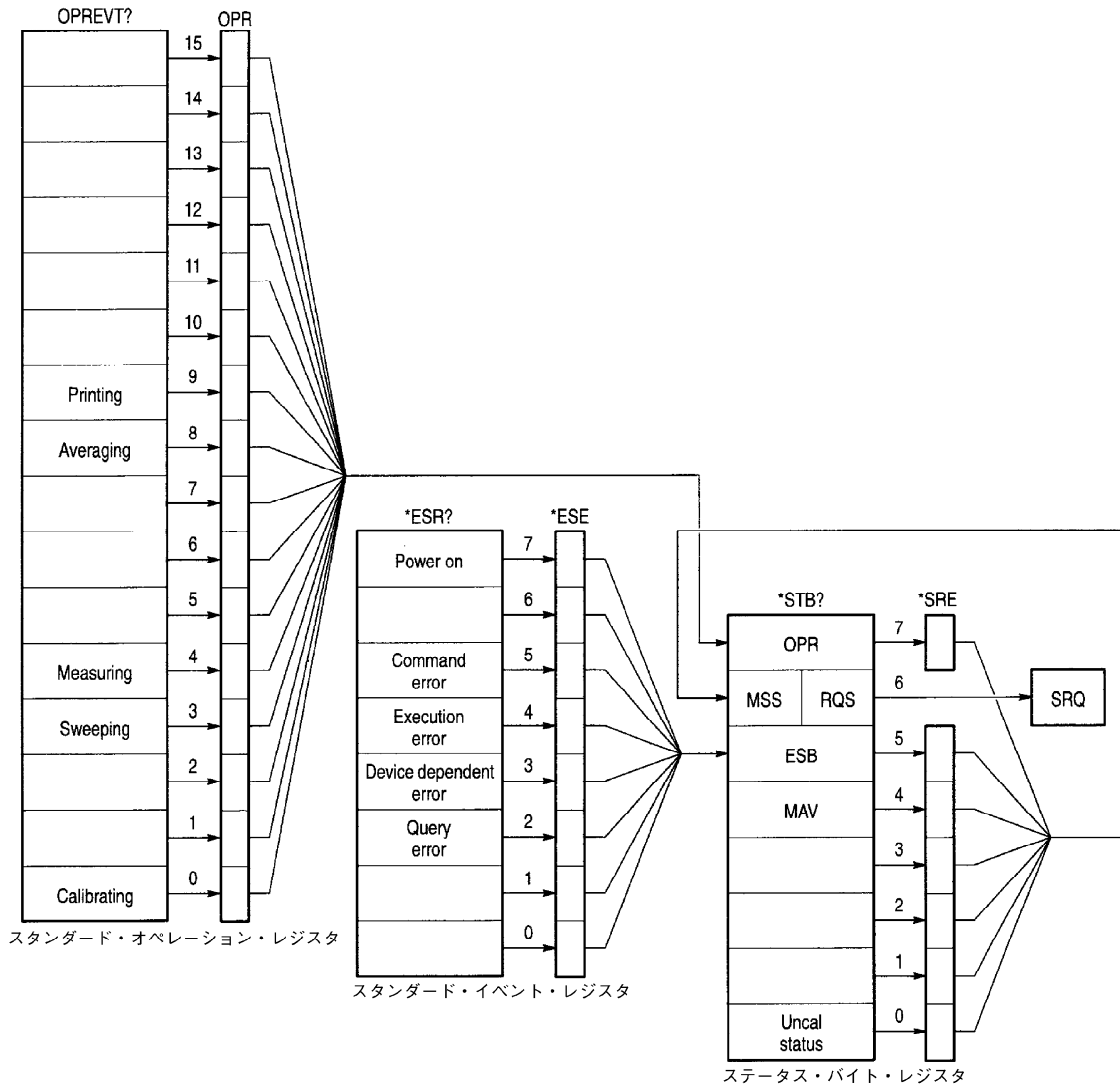 OPREVT?
OPR
15
14
13
12
11
10
Printing
9
Averaging
8
7
6
5
Measuring
4
Sweeping
3
2
1
Calibrating
0
スタンダード・オペレーション・レジスタ
*ESR?
*ESE
Power on
7
6
Command
error
5
Execution
error
4
Device dependent
error
3
Query
error
2
1
0
スタンダード・イベント・レジスタ
*STB?
*SRE
OPR
7
MSS
RQS
6
SRQ
ESB
5
MAV
4
3
2
1
Uncal
status
0
ステータス・バイト・レジスタ